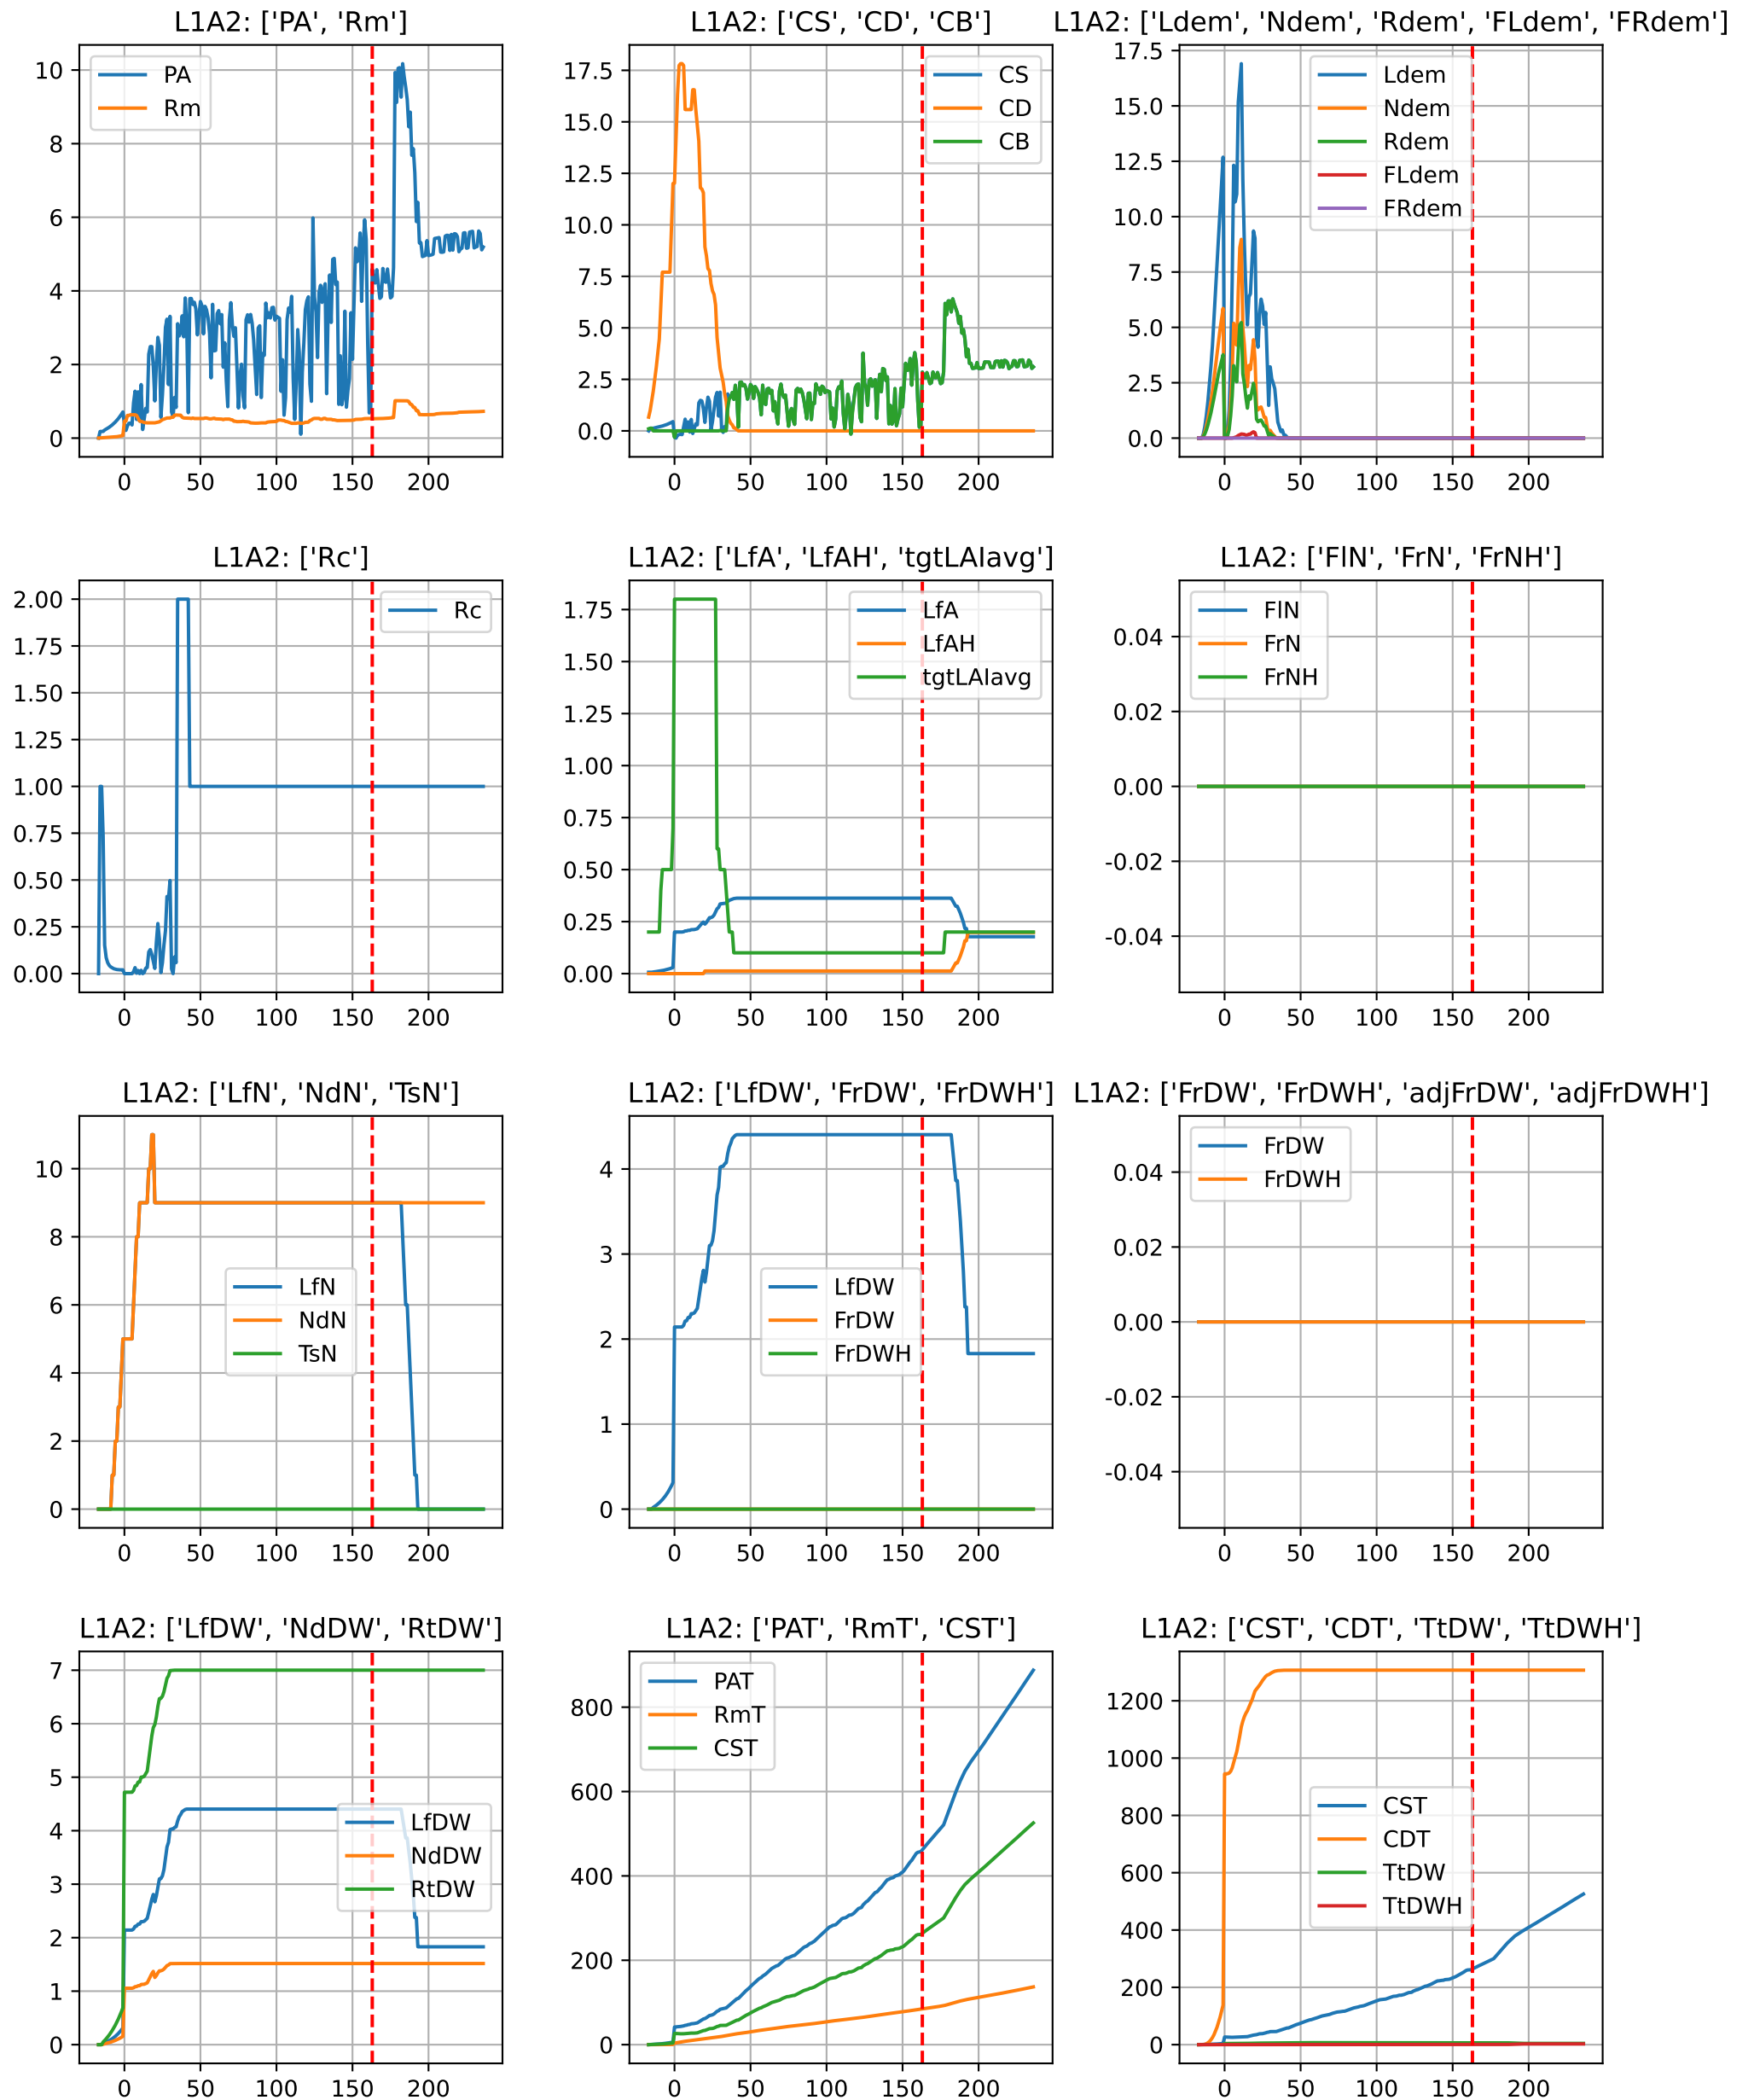 L1A2: ['PA', 'Rm']
PA
Rm
10
8
6
4
2
0
0 50 100 150 200
L1A2: ['CS', 'CD', 'CB']
CS
CD
CB
17.5
15.0
12.5
10.0
7.5
5.0
2.5
0.0
0 50 100 150 200
L1A2: ['Ldem', 'Ndem', 'Rdem', 'FLdem', 'FRdem']
Ldem
Ndem
Rdem
FLdem
FRdem
17.5
15.0
12.5
10.0
7.5
5.0
2.5
0.0
0 50 100 150 200
L1A2: ['Rc']
Rc
2.00
1.75
1.50
1.25
1.00
0.75
0.50
0.25
0.00
0 50 100 150 200
L1A2: ['LfA', 'LfAH', 'tgtLAIavg']
LfA
LfAH
tgtLAIavg
1.75
1.50
1.25
1.00
0.75
0.50
0.25
0.00
0 50 100 150 200
L1A2: ['FlN', 'FrN', 'FrNH']
FlN
FrN
FrNH
0.04
0.02
0.00
-0.02
-0.04
0 50 100 150 200
L1A2: ['LfN', 'NdN', 'TsN']
LfN
NdN
TsN
10
8
6
4
2
0
0 50 100 150 200
L1A2: ['LfDW', 'FrDW', 'FrDWH']
LfDW
FrDW
FrDWH
4
3
2
1
0
0 50 100 150 200
L1A2: ['FrDW', 'FrDWH', 'adjFrDW', 'adjFrDWH']
FrDW
FrDWH
0.04
0.02
0.00
-0.02
-0.04
0 50 100 150 200
L1A2: ['LfDW', 'NdDW', 'RtDW']
LfDW
NdDW
RtDW
7
6
5
4
3
2
1
0
0 50 100 150 200
L1A2: ['PAT', 'RmT', 'CST']
PAT
RmT
CST
800
600
400
200
0
0 50 100 150 200
L1A2: ['CST', 'CDT', 'TtDW', 'TtDWH']
CST
CDT
TtDW
TtDWH
1200
1000
800
600
400
200
0
0 50 100 150 200